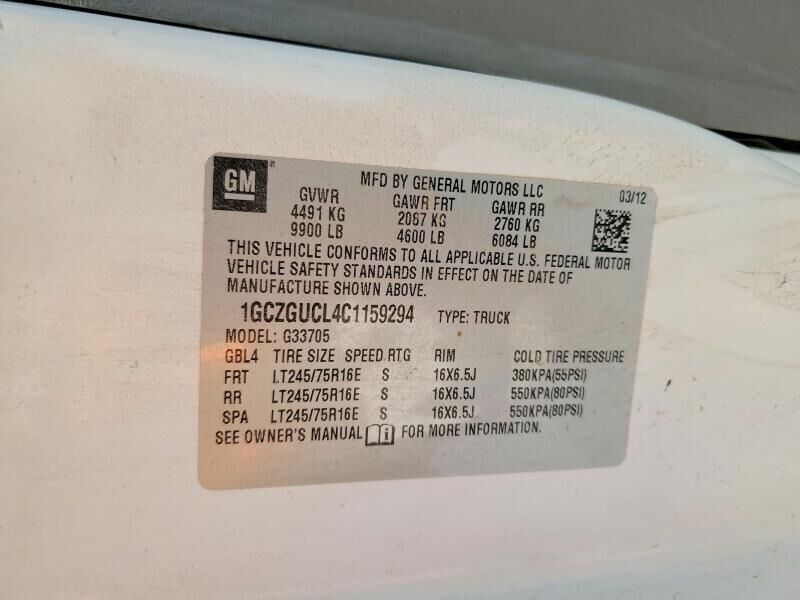 GM®
MFD BY GENERAL MOTORS LLC
03/12
GVWR GAWR FRT GAWR RR
4491 KG 2087 KG 2760 KG
9900 LB 4600 LB 6084 LB
THIS VEHICLE CONFORMS TO ALL APPLICABLE U.S. FEDERAL MOTOR
VEHICLE SAFETY STANDARDS IN EFFECT ON THE DATE OF
MANUFACTURE SHOWN ABOVE.
1GCZGUCL4C1159294 TYPE: TRUCK
MODEL: G33705
GBL4 TIRE SIZE SPEED RTG RIM COLD TIRE PRESSURE
FRT LT245/75R16E S 16X6.5J 380KPA(55PSI)
RR LT245/75R16E S 16X6.5J 550KPA(80PSI)
SPA LT245/75R16E S 16X6.5J 550KPA(80PSI)
SEE OWNER'S MANUAL i FOR MORE INFORMATION.